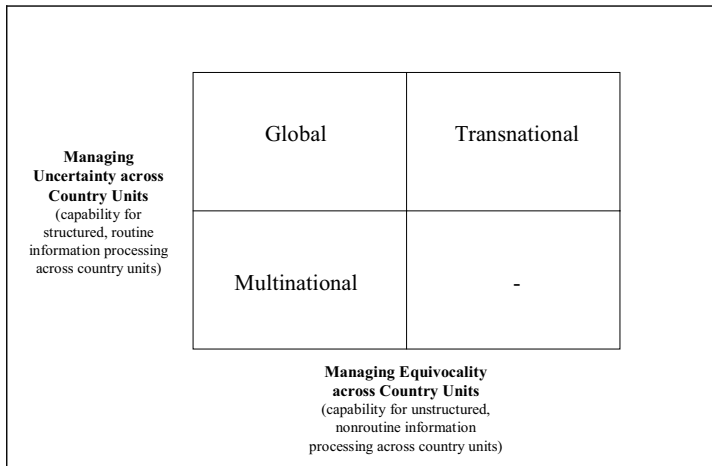 Global
Transnational
Managing
Uncertainty across
Country Units
(capability for
structured, routine
information processing
across country units)
Multinational
-
Managing Equivocality
across Country Units
(capability for unstructured,
nonroutine information
processing across country units)